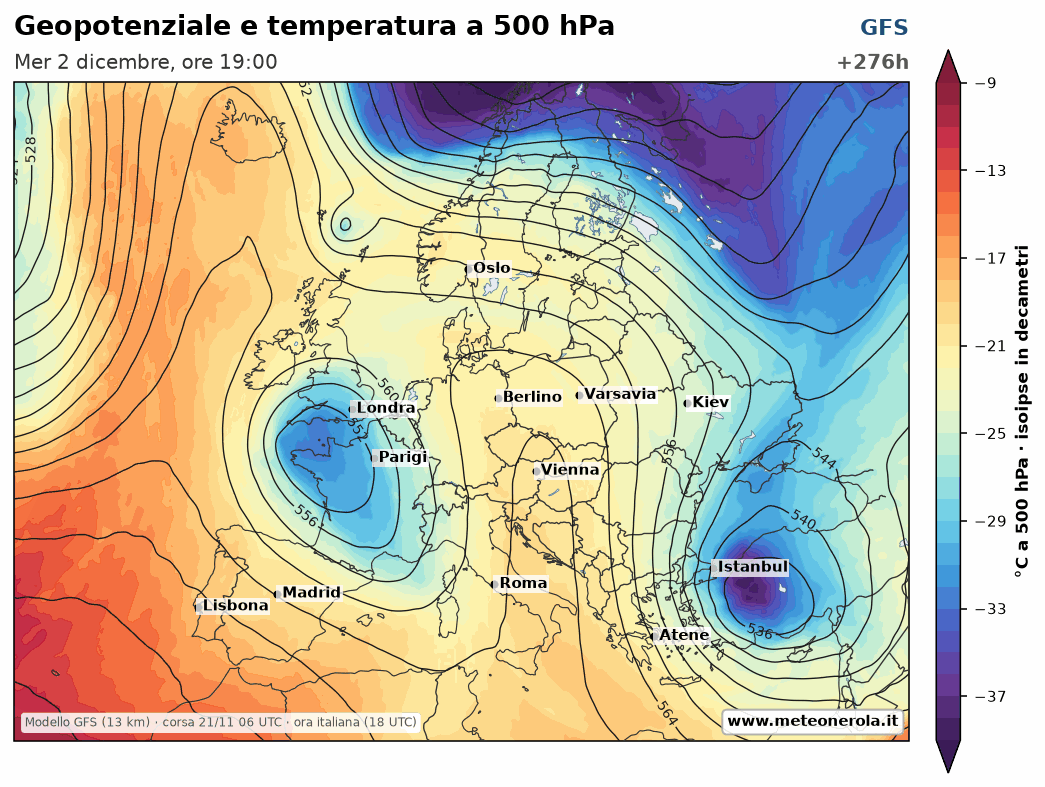 Geopotenziale e temperatura a 500 hPa
GFS
Mer 2 dicembre, ore 19:00
+276h
528
560
552
556
556
544
540
536
564
Oslo
Berlino
Varsavia
Kiev
Londra
Parigi
Vienna
Istanbul
Roma
Madrid
Lisbona
Atene
−9
−13
−17
−21
−25
−29
−33
−37
°C a 500 hPa · isoipse in decametri
Modello GFS (13 km) · corsa 21/11 06 UTC · ora italiana (18 UTC)
www.meteonerola.it